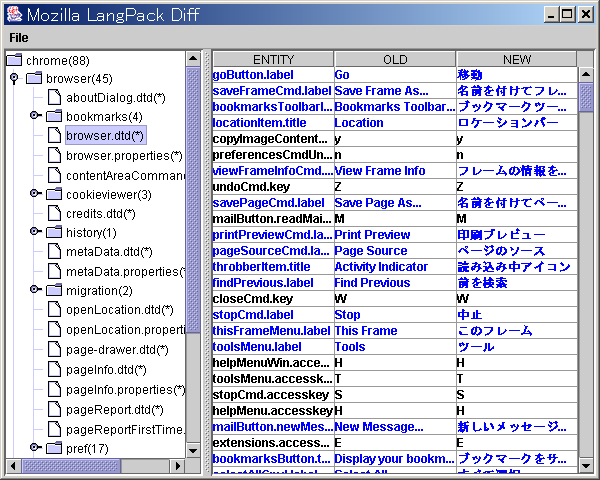 Mozilla LangPack Diff
File
chrome(88)
browser(45)
aboutDialog.dtd(*)
bookmarks(4)
browser.dtd(*)
browser.properties(*)
contentAreaCommand
cookieviewer(3)
credits.dtd(*)
history(1)
metaData.dtd(*)
metaData.properties(*)
migration(2)
openLocation.dtd(*)
openLocation.propert
page-drawer.dtd(*)
pageInfo.dtd(*)
pageInfo.properties(*)
pageReport.dtd(*)
pageReportFirstTime.
pref(17)
ENTITY OLD NEW
goButton.label Go 移動
saveFrameCmd.label Save Frame As... 名前を付けてフレ...
bookmarksToolbarI... Bookmarks Toolbar... ブックマークツー...
locationItem.title Location ロケーションバー
copyImageContent... y y
preferencesCmdUn... n n
viewFrameInfoCmd.... View Frame Info フレームの情報を...
undoCmd.key Z Z
savePageCmd.label Save Page As... 名前を付けてペー...
mailButton.readMai... M M
printPreviewCmd.la... Print Preview 印刷プレビュー
pageSourceCmd.la... Page Source ページのソース
throbberItem.title Activity Indicator 読み込み中アイコン
findPrevious.label Find Previous 前を検索
closeCmd.key W W
stopCmd.label Stop 中止
thisFrameMenu.label This Frame このフレーム
toolsMenu.label Tools ツール
helpMenuWin.acce... H H
toolsMenu.accessk... T T
stopCmd.accesskey S S
helpMenu.accesskey H H
mailButton.newMes... New Message... 新しいメッセージ...
extensions.access... E E
bookmarksButton.t... Display your bookm... ブックマークをサ...
selectAllCmd.label Select All すべて選択